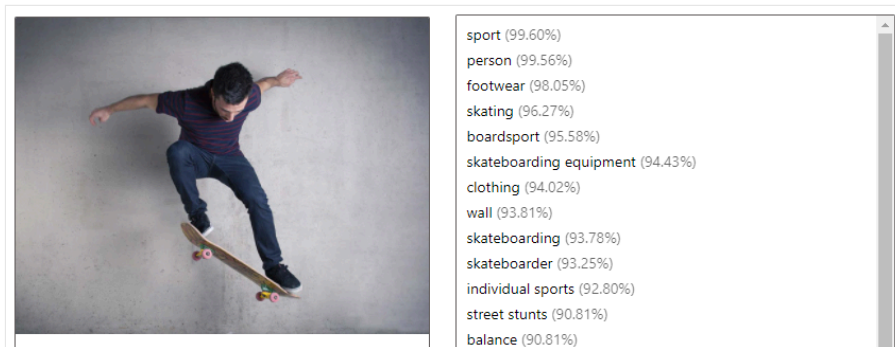 sport (99.60%)
person (99.56%)
footwear (98.05%)
skating (96.27%)
boardsport (95.58%)
skateboarding equipment (94.43%)
clothing (94.02%)
wall (93.81%)
skateboarding (93.78%)
skateboarder (93.25%)
individual sports (92.80%)
street stunts (90.81%)
balance (90.81%)